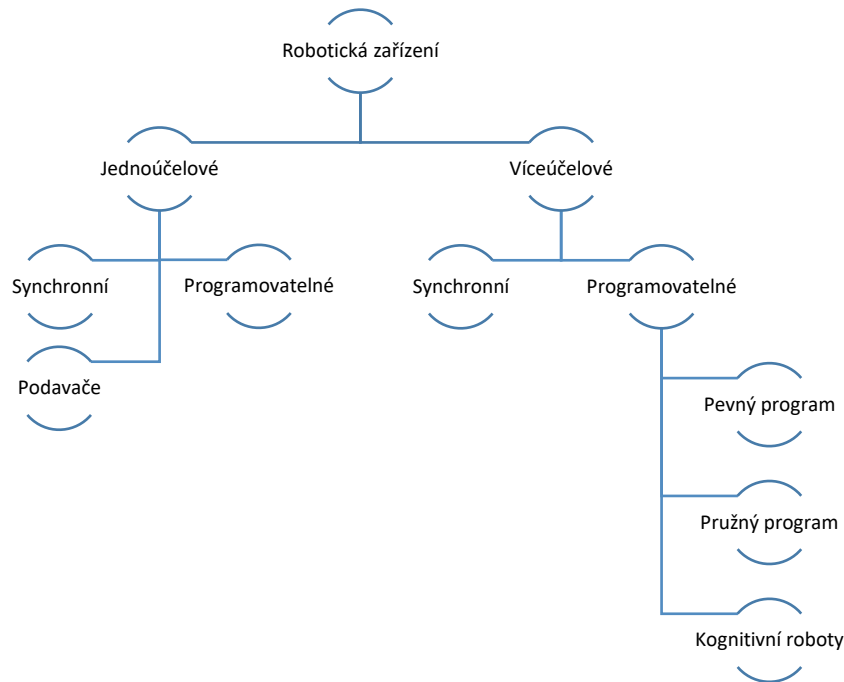 Robotická zařízení
Jednoúčelové
Víceúčelové
Synchronní
Programovatelné
Synchronní
Programovatelné
Podavače
Pevný program
Pružný program
Kognitivní roboty